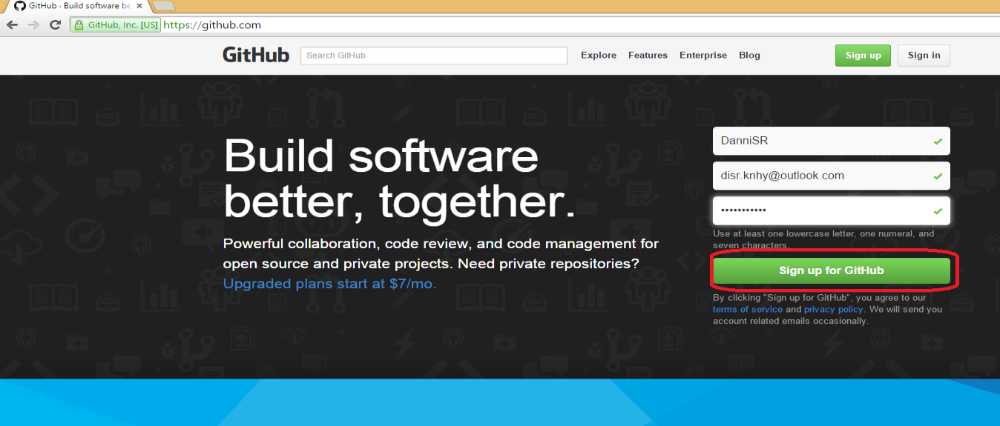 GitHub · Build software be
GitHub, Inc. [US] https://github.com
GitHub Search GitHub Explore Features Enterprise Blog Sign up Sign in
Build software
better, together.
Powerful collaboration, code review, and code management for
open source and private projects. Need private repositories?
Upgraded plans start at $7/mo.
DanniSR
disr.knhy@outlook.com
•••••••••••
Use at least one lowercase letter, one numeral, and
seven characters.
Sign up for GitHub
By clicking "Sign up for GitHub", you agree to our
terms of service and privacy policy. We will send you
account related emails occasionally.